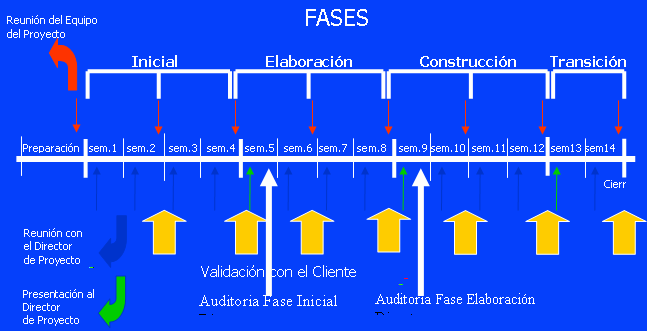 FASES
Reunión del Equipo
del Proyecto
Inicial Elaboración Construcción Transición
Preparación sem.1 sem.2 sem.3 sem.4 sem.5 sem.6 sem.7 sem.8 sem.9 sem.10 sem.11 sem.12 sem13 sem14
Cierr
Reunión con
el Director
de Proyecto
Validación con el Cliente
Presentación al
Director
de Proyecto
Auditoria Fase Inicial
Auditoria Fase Elaboración